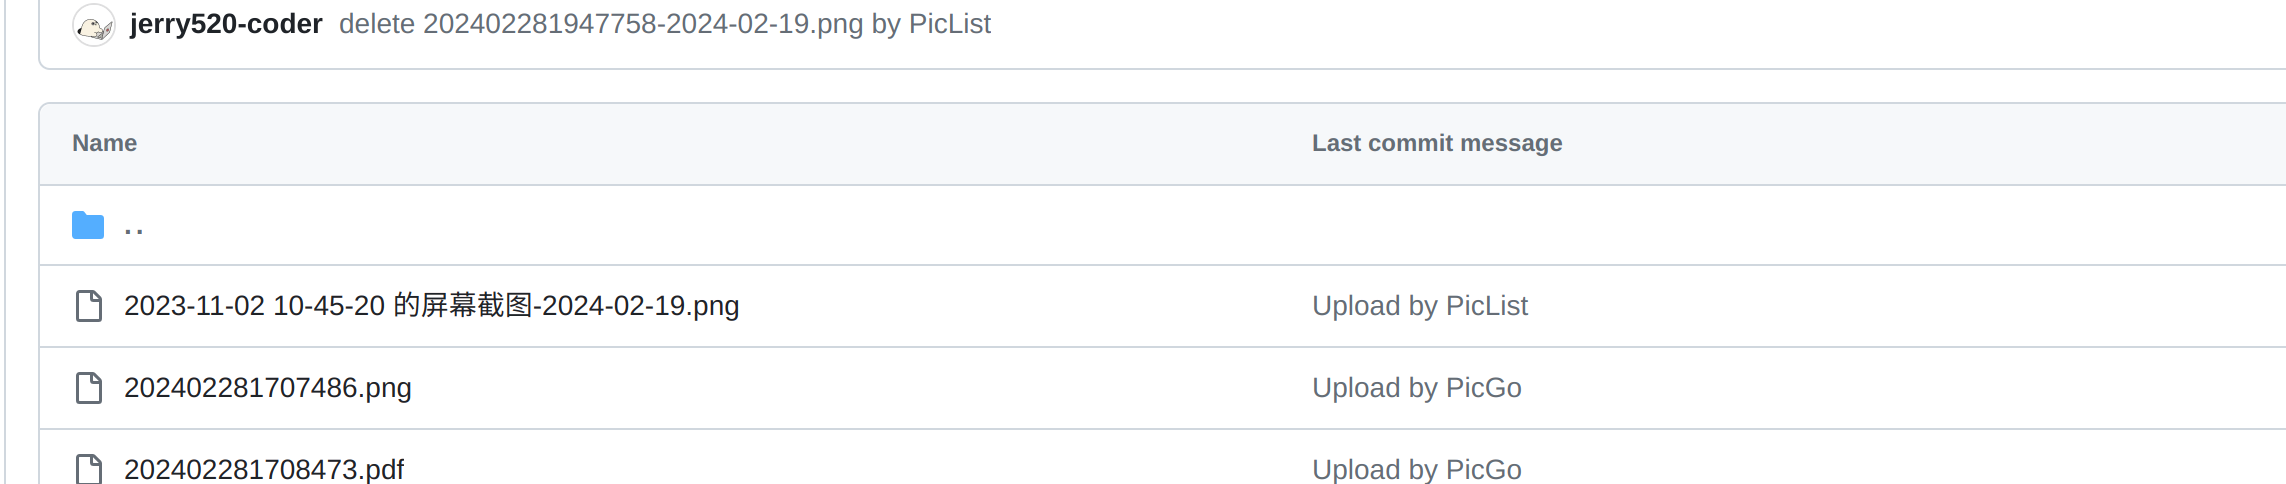 jerry520-coder delete 202402281947758-2024-02-19.png by PicList
Name Last commit message
..
2023-11-02 10-45-20 的屏幕截图-2024-02-19.png Upload by PicList
202402281707486.png Upload by PicGo
202402281708473.pdf Upload by PicGo